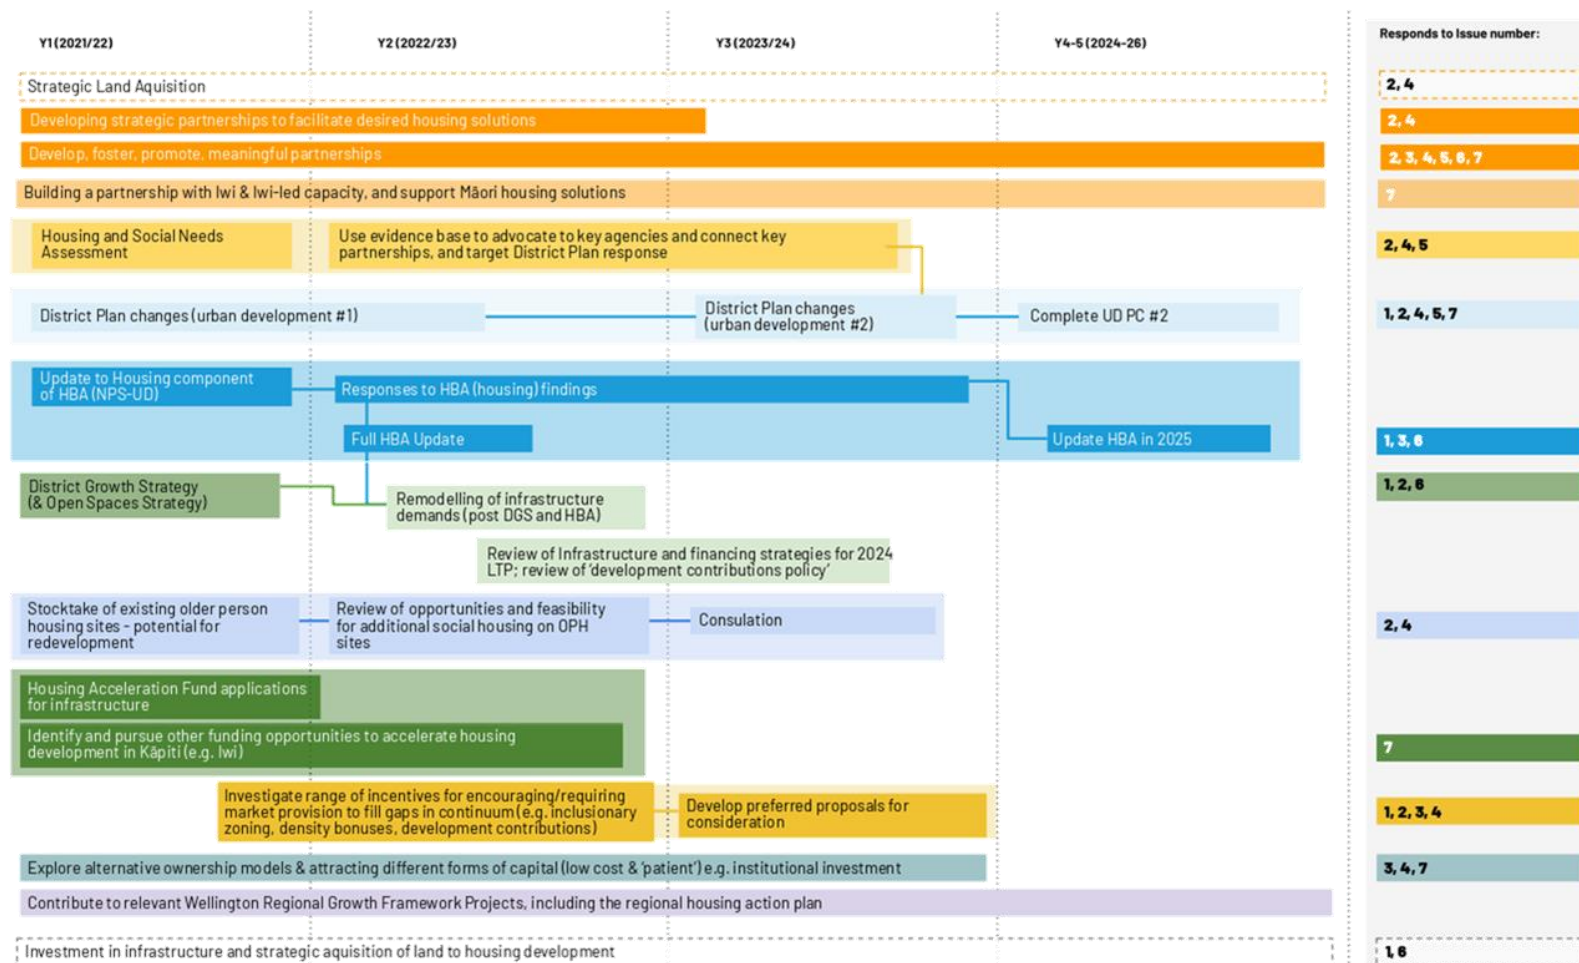 Y1 (2021/22) Y2 (2022/23) Y3 (2023/24) Y4-5 (2024-26) Responds to Issue number:
Strategic Land Aquisition 2, 4
Developing strategic partnerships to facilitate desired housing solutions 2, 4
Develop, foster, promote, meaningful partnerships 2, 3, 4, 5, 6, 7
Building a partnership with Iwi & Iwi-led capacity, and support Māori housing solutions 7
Housing and Social Needs
Assessment
Use evidence base to advocate to key agencies and connect key
partnerships, and target District Plan response
2, 4, 5
District Plan changes (urban development #1)
District Plan changes
(urban development #2)
Complete UD PC #2
1, 2, 4, 5, 7
Update to Housing component
of HBA (NPS-UD)
Responses to HBA (housing) findings
Full HBA Update
Update HBA in 2025
1, 3, 6
District Growth Strategy
(& Open Spaces Strategy)
1, 2, 6
Remodelling of infrastructure
demands (post DGS and HBA)
Review of Infrastructure and financing strategies for 2024
LTP; review of 'development contributions policy'
Stocktake of existing older person
housing sites - potential for
redevelopment
Review of opportunities and feasibility
for additional social housing on OPH
sites
Consulation
2, 4
Housing Acceleration Fund applications
for infrastructure
Identify and pursue other funding opportunities to accelerate housing
development in Kāpiti (e.g. Iwi)
7
Investigate range of incentives for encouraging/requiring
market provision to fill gaps in continuum (e.g. inclusionary
zoning, density bonuses, development contributions)
Develop preferred proposals for
consideration
1, 2, 3, 4
Explore alternative ownership models & attracting different forms of capital (low cost & 'patient') e.g. institutional investment 3, 4, 7
Contribute to relevant Wellington Regional Growth Framework Projects, including the regional housing action plan
Investment in infrastructure and strategic aquisition of land to housing development 1, 6